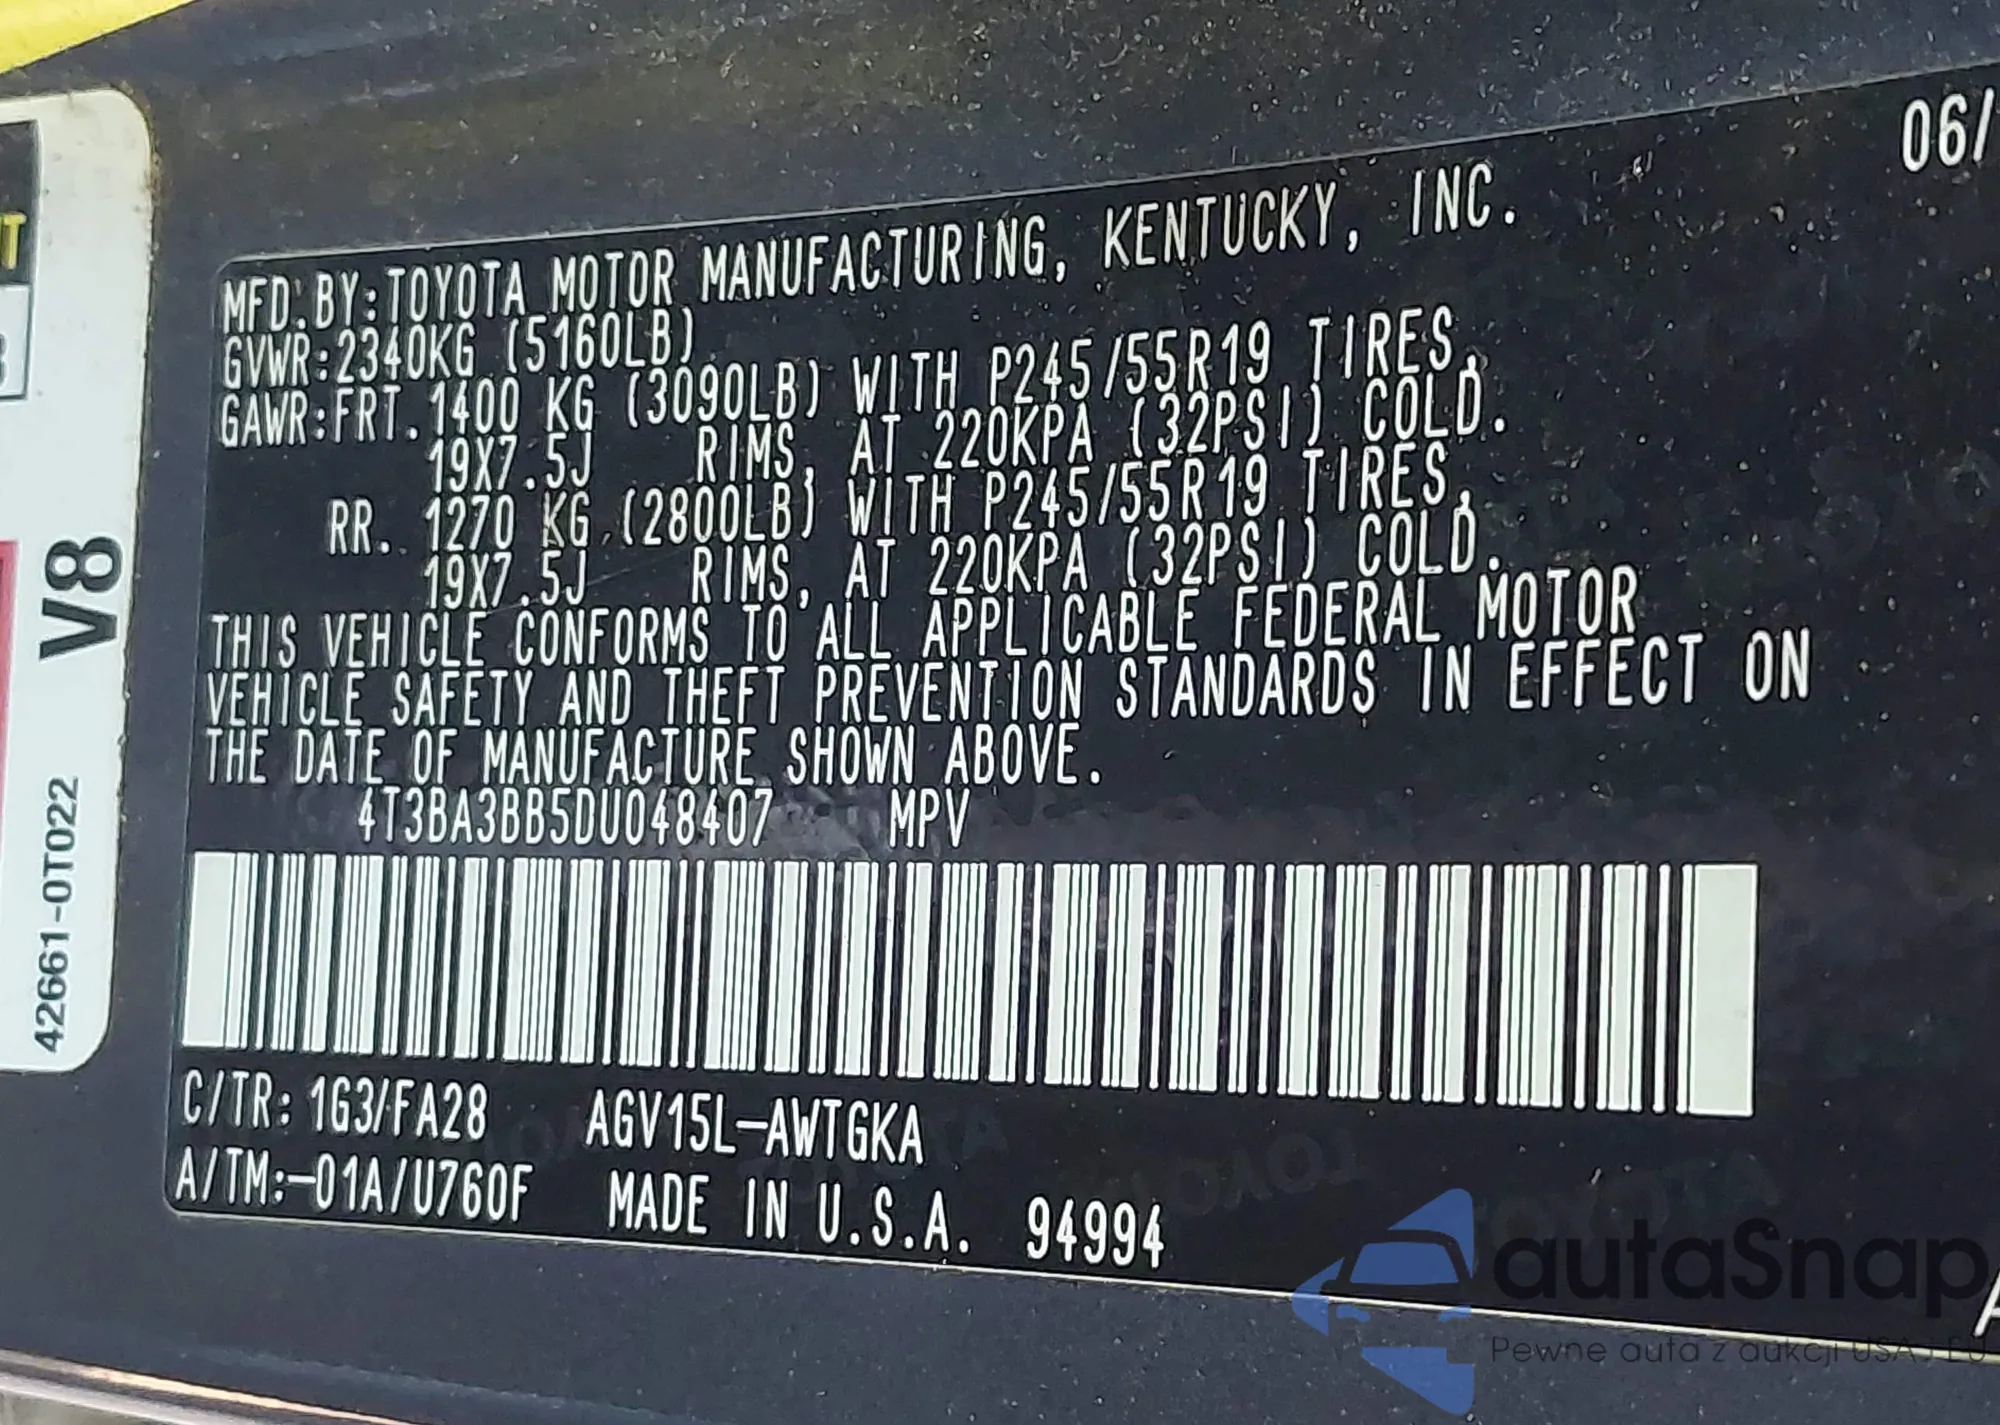 06/
MFD.BY:TOYOTA MOTOR MANUFACTURING, KENTUCKY, INC.
GVWR:2340KG (5160LB)
GAWR:FRT. 1400 KG (3090LB) WITH P245/55R19 TIRES,
19X7.5J RIMS, AT 220KPA (32PSI) COLD.
RR. 1270 KG (2800LB) WITH P245/55R19 TIRES,
19X7.5J RIMS, AT 220KPA (32PSI) COLD.
THIS VEHICLE CONFORMS TO ALL APPLICABLE FEDERAL MOTOR
VEHICLE SAFETY AND THEFT PREVENTION STANDARDS IN EFFECT ON
THE DATE OF MANUFACTURE SHOWN ABOVE.
4T3BA3BB5DU048407 MPV
C/TR: 1G3/FA28 AGV15L-AWTGKA
A/TM:-01A/U760F MADE IN U.S.A. 94994
V8
42661-0T022
T
autaSnap
Pewne auta z aukcji USA i EU